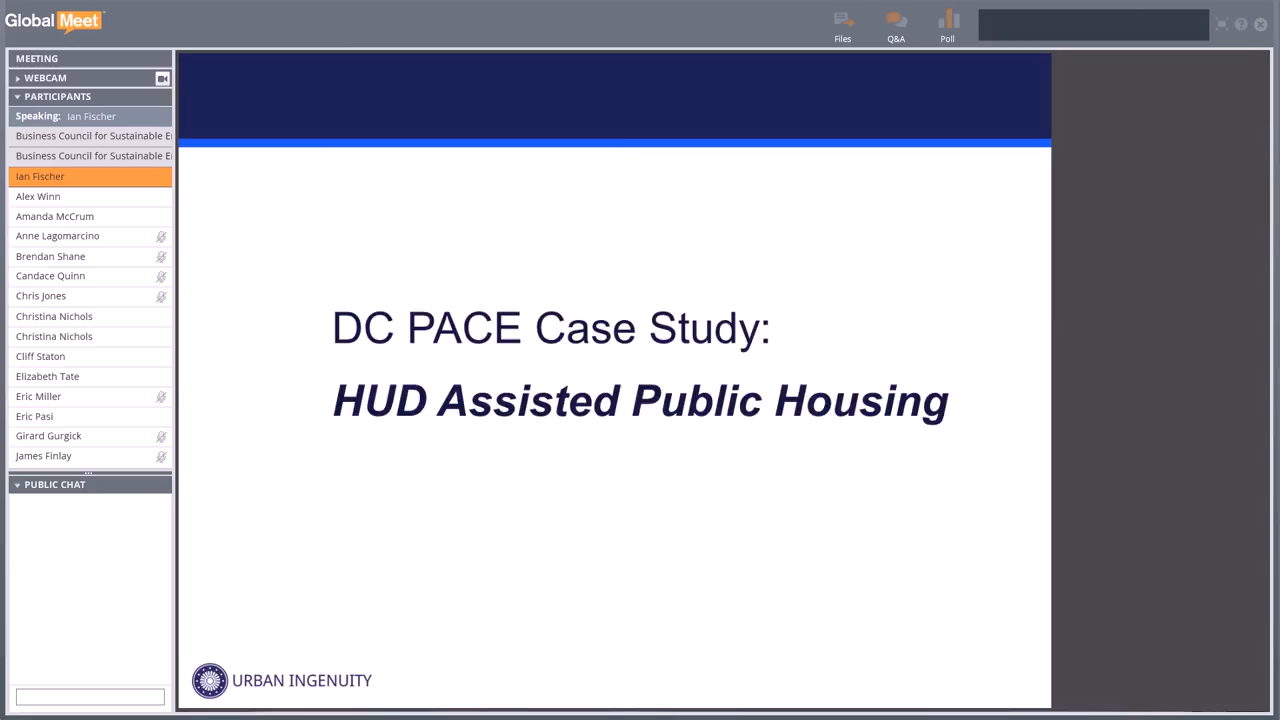 Global Meet
Files
Q&A
Poll
MEETING
WEBCAM
PARTICIPANTS
Speaking: Ian Fischer
Business Council for Sustainable E
Business Council for Sustainable E
Ian Fischer
Alex Winn
Amanda McCrum
Anne Lagomarcino
Brendan Shane
Candace Quinn
Chris Jones
Christina Nichols
Christina Nichols
Cliff Staton
Elizabeth Tate
Eric Miller
Eric Pasi
Girard Gurgick
James Finlay
PUBLIC CHAT
DC PACE Case Study:
HUD Assisted Public Housing
URBAN INGENUITY